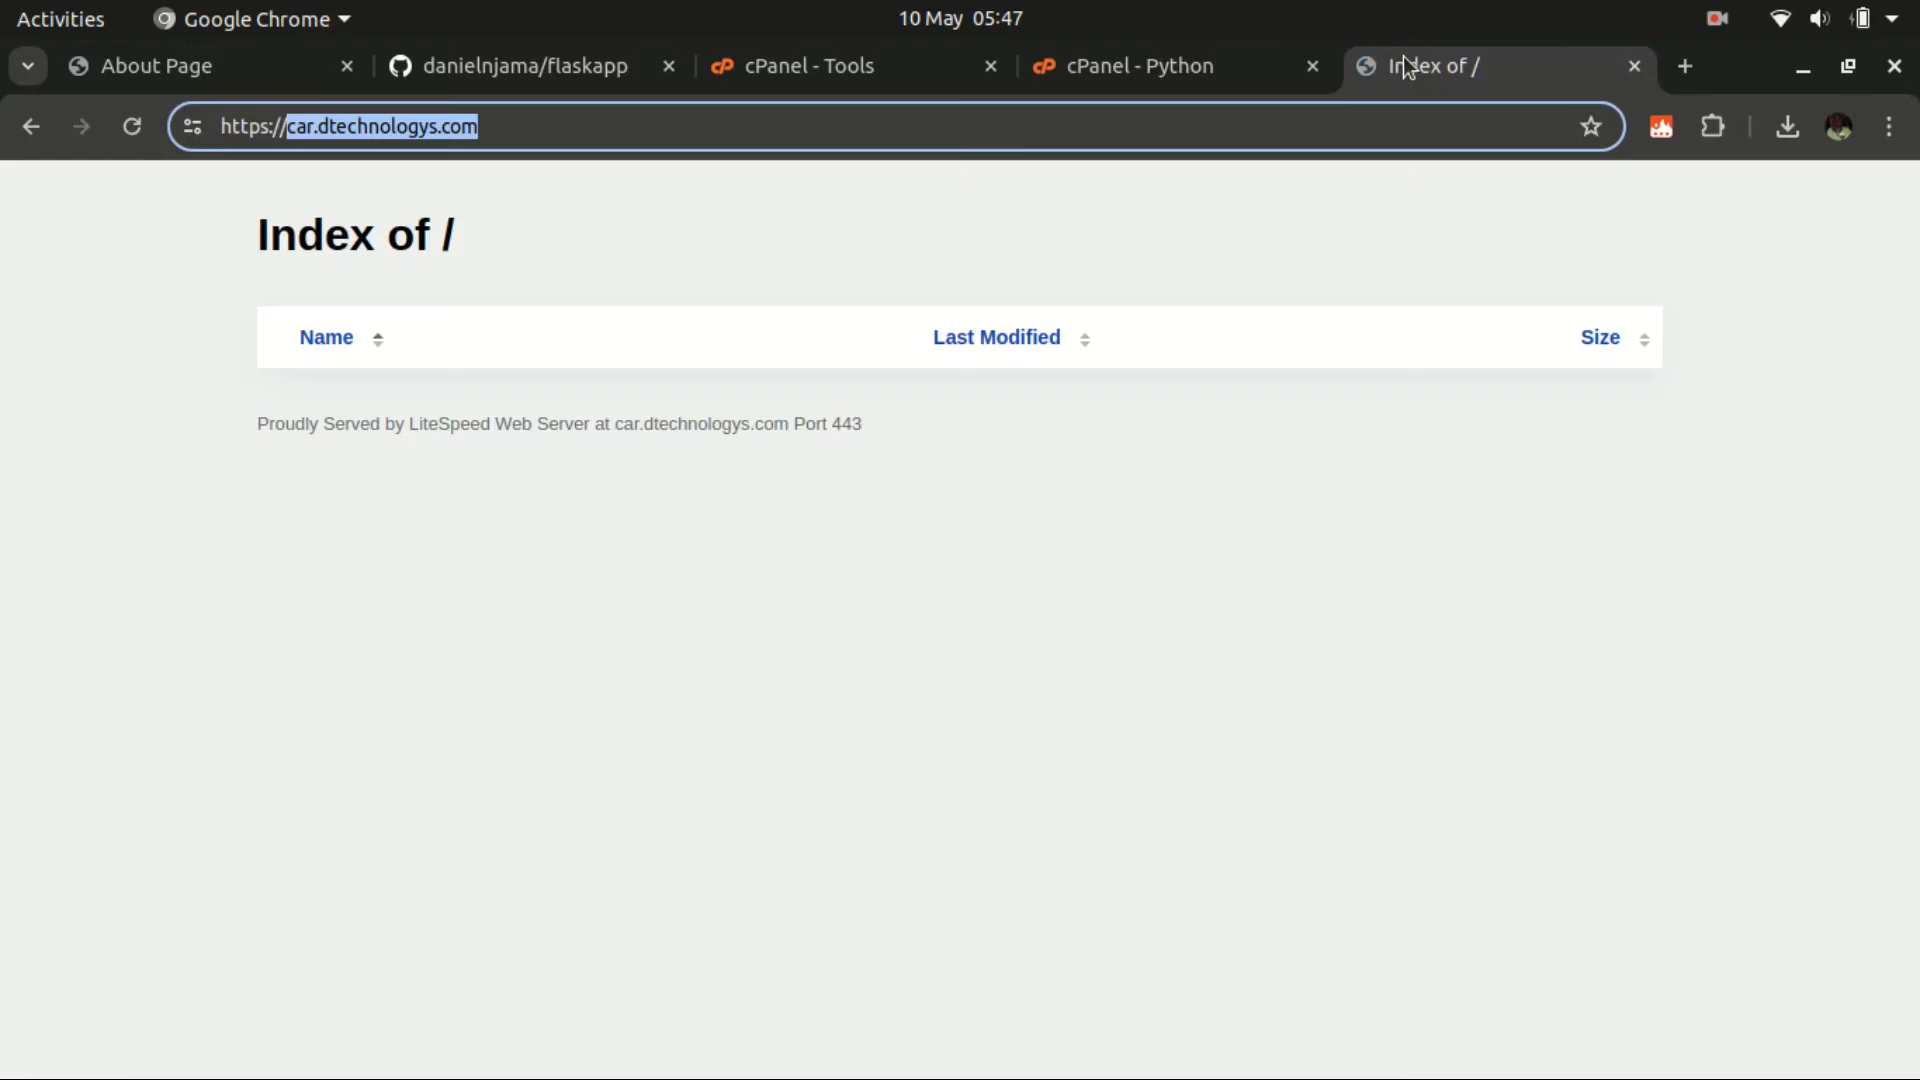 Activities Google Chrome 10 May 05:47
About Page danielnjama/flaskapp cPanel - Tools cPanel - Python Index of /
https://car.dtechnologys.com
Index of /
Name Last Modified Size
Proudly Served by LiteSpeed Web Server at car.dtechnologys.com Port 443